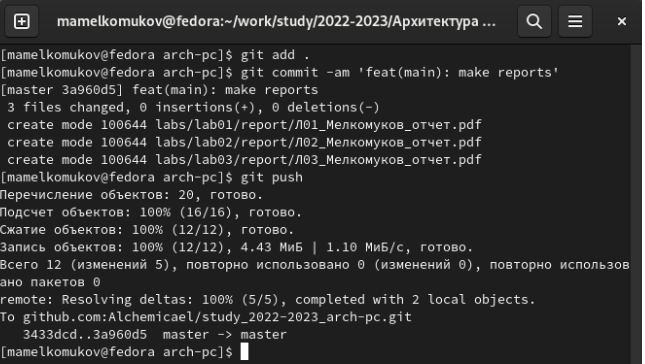 mamelkomukov@fedora:~/work/study/2022-2023/Архитектура ...
[mamelkomukov@fedora arch-pc]$ git add .
[mamelkomukov@fedora arch-pc]$ git commit -am 'feat(main): make reports'
[master 3a960d5] feat(main): make reports
 3 files changed, 0 insertions(+), 0 deletions(-)
 create mode 100644 labs/lab01/report/Л01_Мелкомуков_отчет.pdf
 create mode 100644 labs/lab02/report/Л02_Мелкомуков_отчет.pdf
 create mode 100644 labs/lab03/report/Л03_Мелкомуков_отчет.pdf
[mamelkomukov@fedora arch-pc]$ git push
Перечисление объектов: 20, готово.
Подсчет объектов: 100% (16/16), готово.
Сжатие объектов: 100% (12/12), готово.
Запись объектов: 100% (12/12), 4.43 МиБ | 1.10 МиБ/с, готово.
Всего 12 (изменений 5), повторно использовано 0 (изменений 0), повторно использов
ано пакетов 0
remote: Resolving deltas: 100% (5/5), completed with 2 local objects.
To github.com:Alchemicael/study_2022-2023_arch-pc.git
   3433dcd..3a960d5  master -> master
[mamelkomukov@fedora arch-pc]$